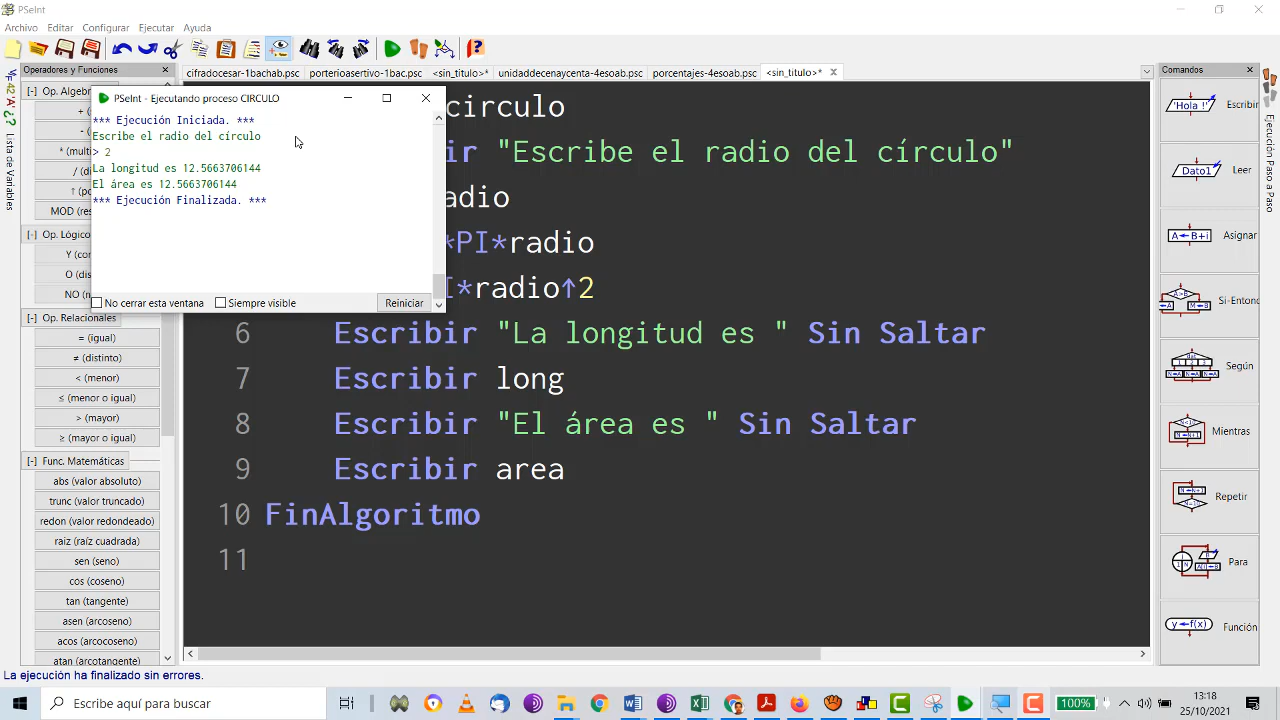 PSeInt
Archivo Editar Configurar Ejecutar Ayuda
Operadores y Funciones
cifradocesar-1bachab.psc porterioasertivo-1bac.psc <sin_titulo>* unidaddecenaycenta-4esoab.psc porcentajes-4esoab.psc <sin_titulo>*
Comandos
Lista de Variables
[-] Op. Algebr
* (mult
MOD (res
[-] Op. Lógico
Y (con
O (dis
NO (n
[-] Op. Relacionales
= (igual)
≠ (distinto)
< (menor)
≤ (menor o igual)
> (mayor)
≥ (mayor o igual)
[-] Func. Matemáticas
abs (valor absoluto)
trunc (valor truncado)
redon (valor redondeado)
raiz (raíz cuadrada)
sen (seno)
cos (coseno)
tan (tangente)
asen (arcoseno)
acos (arcocoseno)
atan (arcotangente)
PSeInt - Ejecutando proceso CIRCULO
*** Ejecución Iniciada. ***
Escribe el radio del círculo
> 2
La longitud es 12.5663706144
El área es 12.5663706144
*** Ejecución Finalizada. ***
No cerrar esta ventana Siempre visible Reiniciar
circulo
ir "Escribe el radio del círculo"
adio
*PI*radio
I*radio↑2
6 Escribir "La longitud es " Sin Saltar
7 Escribir long
8 Escribir "El área es " Sin Saltar
9 Escribir area
10 FinAlgoritmo
11
'Hola !' Escribir
Dato1 Leer
A←B+i Asignar
A>B A M←B Si-Entonces
Según
Mientras
Repetir
Para
y←f(x) Función
Ejecución Paso a Paso
La ejecución ha finalizado sin errores.
Escribe aquí para buscar
100%
13:18
25/10/2021